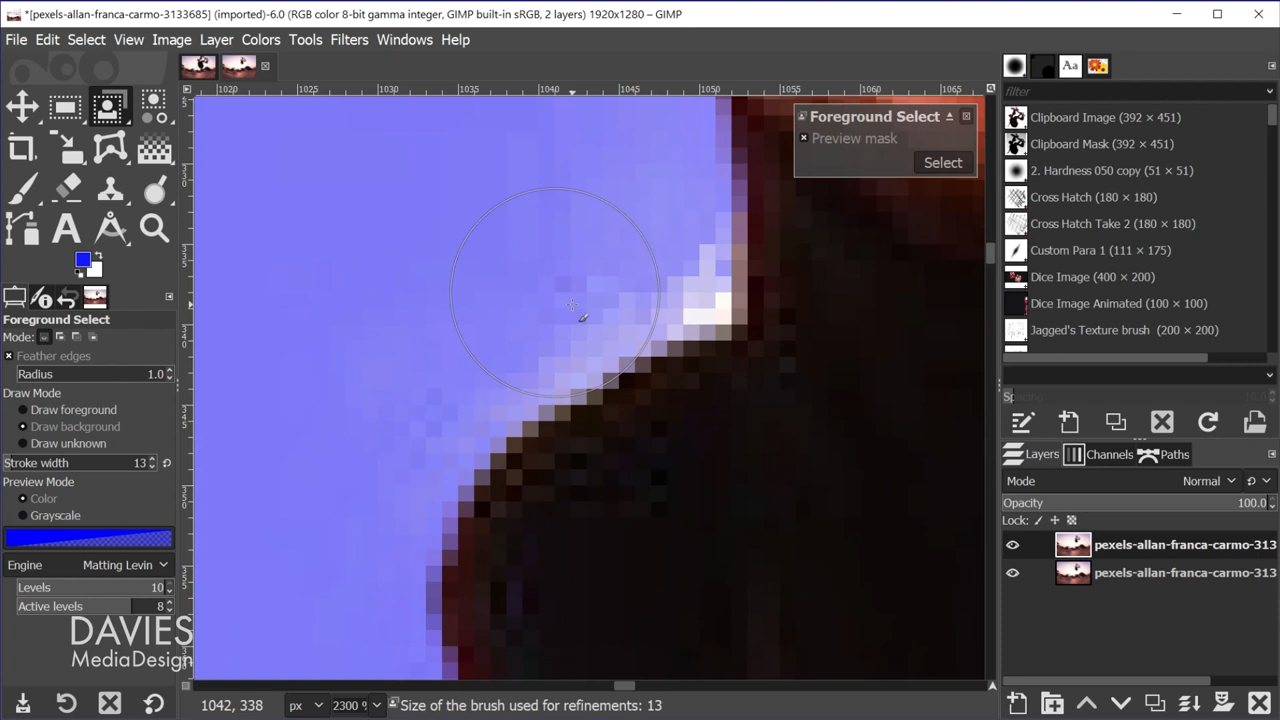 *[pexels-allan-franca-carmo-3133685] (imported)-6.0 (RGB color 8-bit gamma integer, GIMP built-in sRGB, 2 layers) 1920x1280 – GIMP
File Edit Select View Image Layer Colors Tools Filters Windows Help
1020 1025 1030 1035 1040 1045 1050 1055 1060 1065
Foreground Select
Preview mask
Select
Foreground Select
Mode:
Feather edges
Radius 1.0
Draw Mode
Draw foreground
Draw background
Draw unknown
Stroke width 13
Preview Mode
Color
Grayscale
Engine Matting Levin
Levels 10
Active levels 8
DAVIES
MediaDesign
1042, 338 px 2300 % Size of the brush used for refinements: 13
Aa
filter
Clipboard Image (392 × 451)
Clipboard Mask (392 × 451)
2. Hardness 050 copy (51 × 51)
Cross Hatch (180 × 180)
Cross Hatch Take 2 (180 × 180)
Custom Para 1 (111 × 175)
Dice Image (400 × 200)
Dice Image Animated (100 × 100)
Jagged's Texture brush (200 × 200)
Spacing 10.0
Layers Channels Paths
Mode Normal
Opacity 100.0
Lock:
pexels-allan-franca-carmo-313
pexels-allan-franca-carmo-313